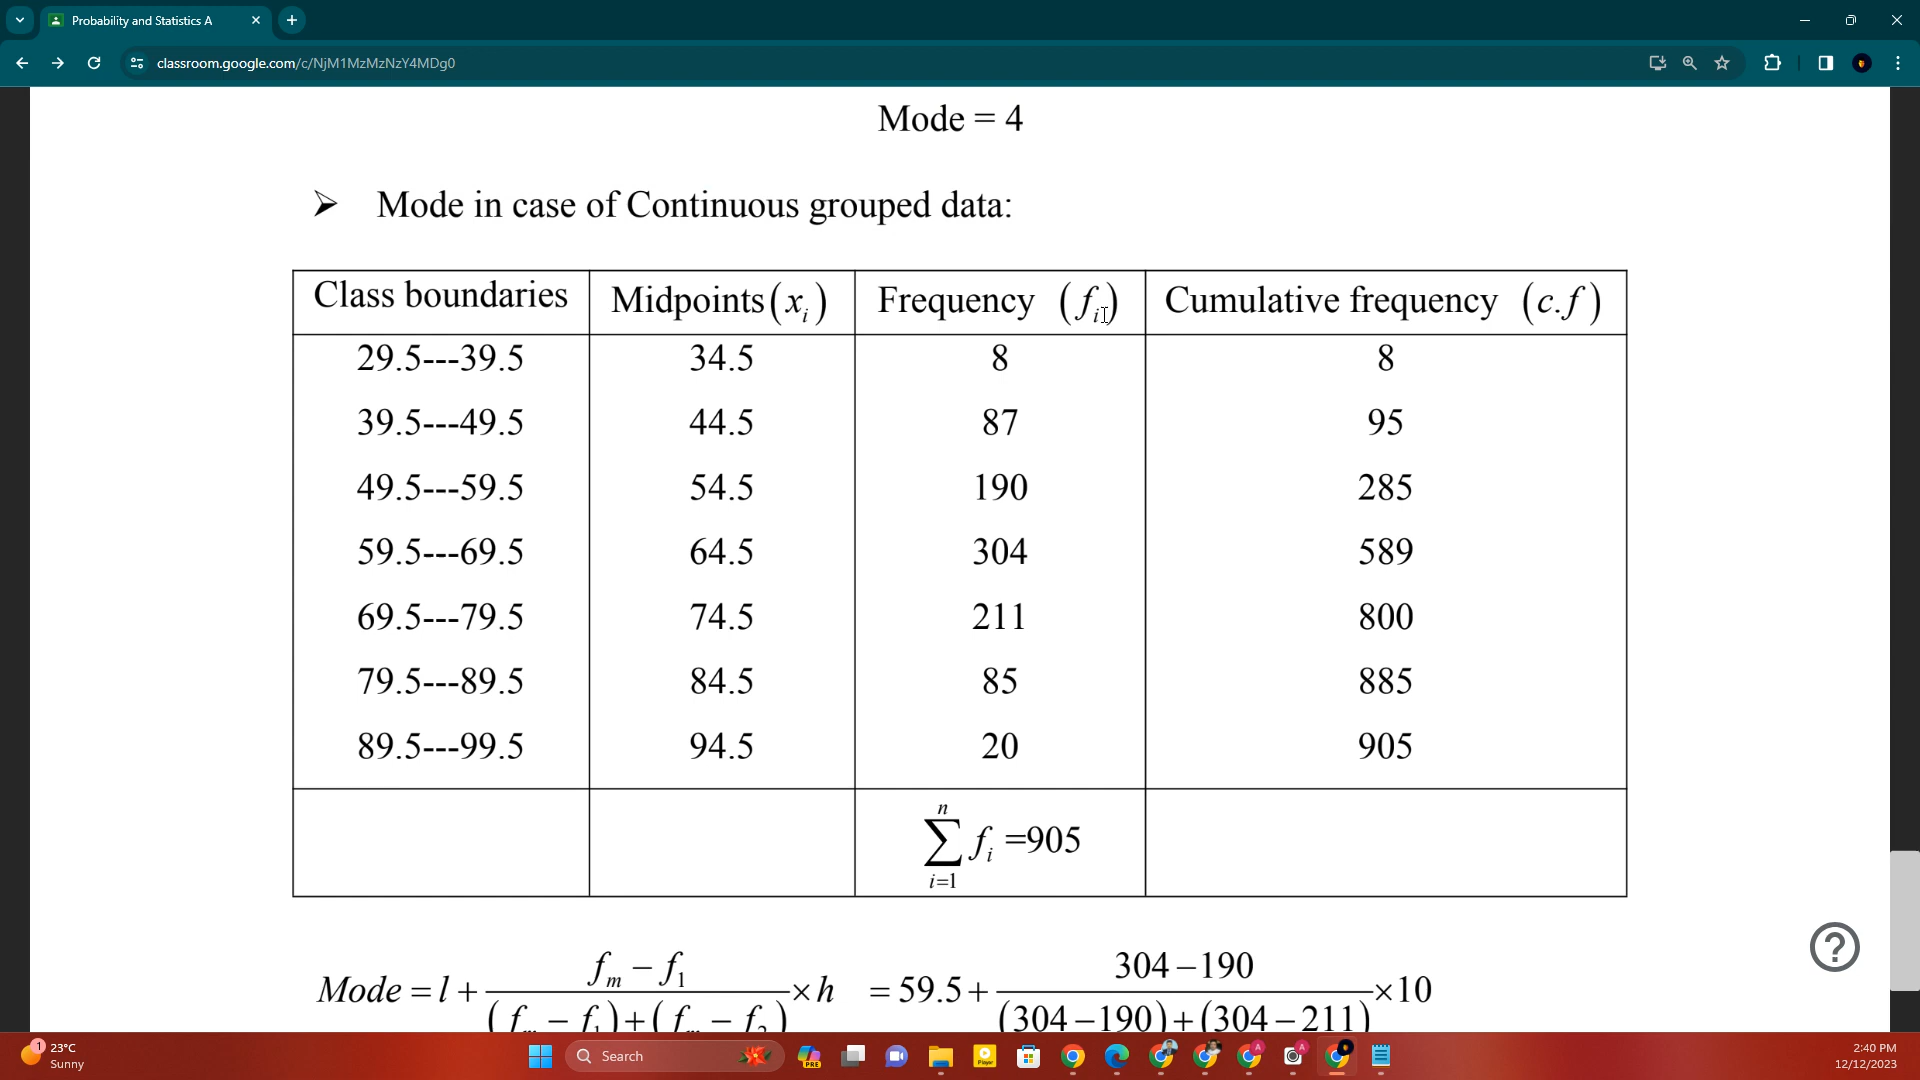 Probability and Statistics A
classroom.google.com/c/NjM1MzMzNzY4MDg0
Mode = 4
➢ Mode in case of Continuous grouped data:
Class boundaries Midpoints (xᵢ) Frequency (fᵢ) Cumulative frequency (c.f)
29.5---39.5 34.5 8 8
39.5---49.5 44.5 87 95
49.5---59.5 54.5 190 285
59.5---69.5 64.5 304 589
69.5---79.5 74.5 211 800
79.5---89.5 84.5 85 885
89.5---99.5 94.5 20 905
n
∑ fᵢ =905
i=1
fₘ − f₁ 304 − 190
Mode = l + ——— × h = 59.5 + ——— × 10
(fₘ − f₁) + (fₘ − f₂) (304 − 190) + (304 − 211)
1
23°C
Sunny
Search
PRE
Player
A
A
2:40 PM
12/12/2023